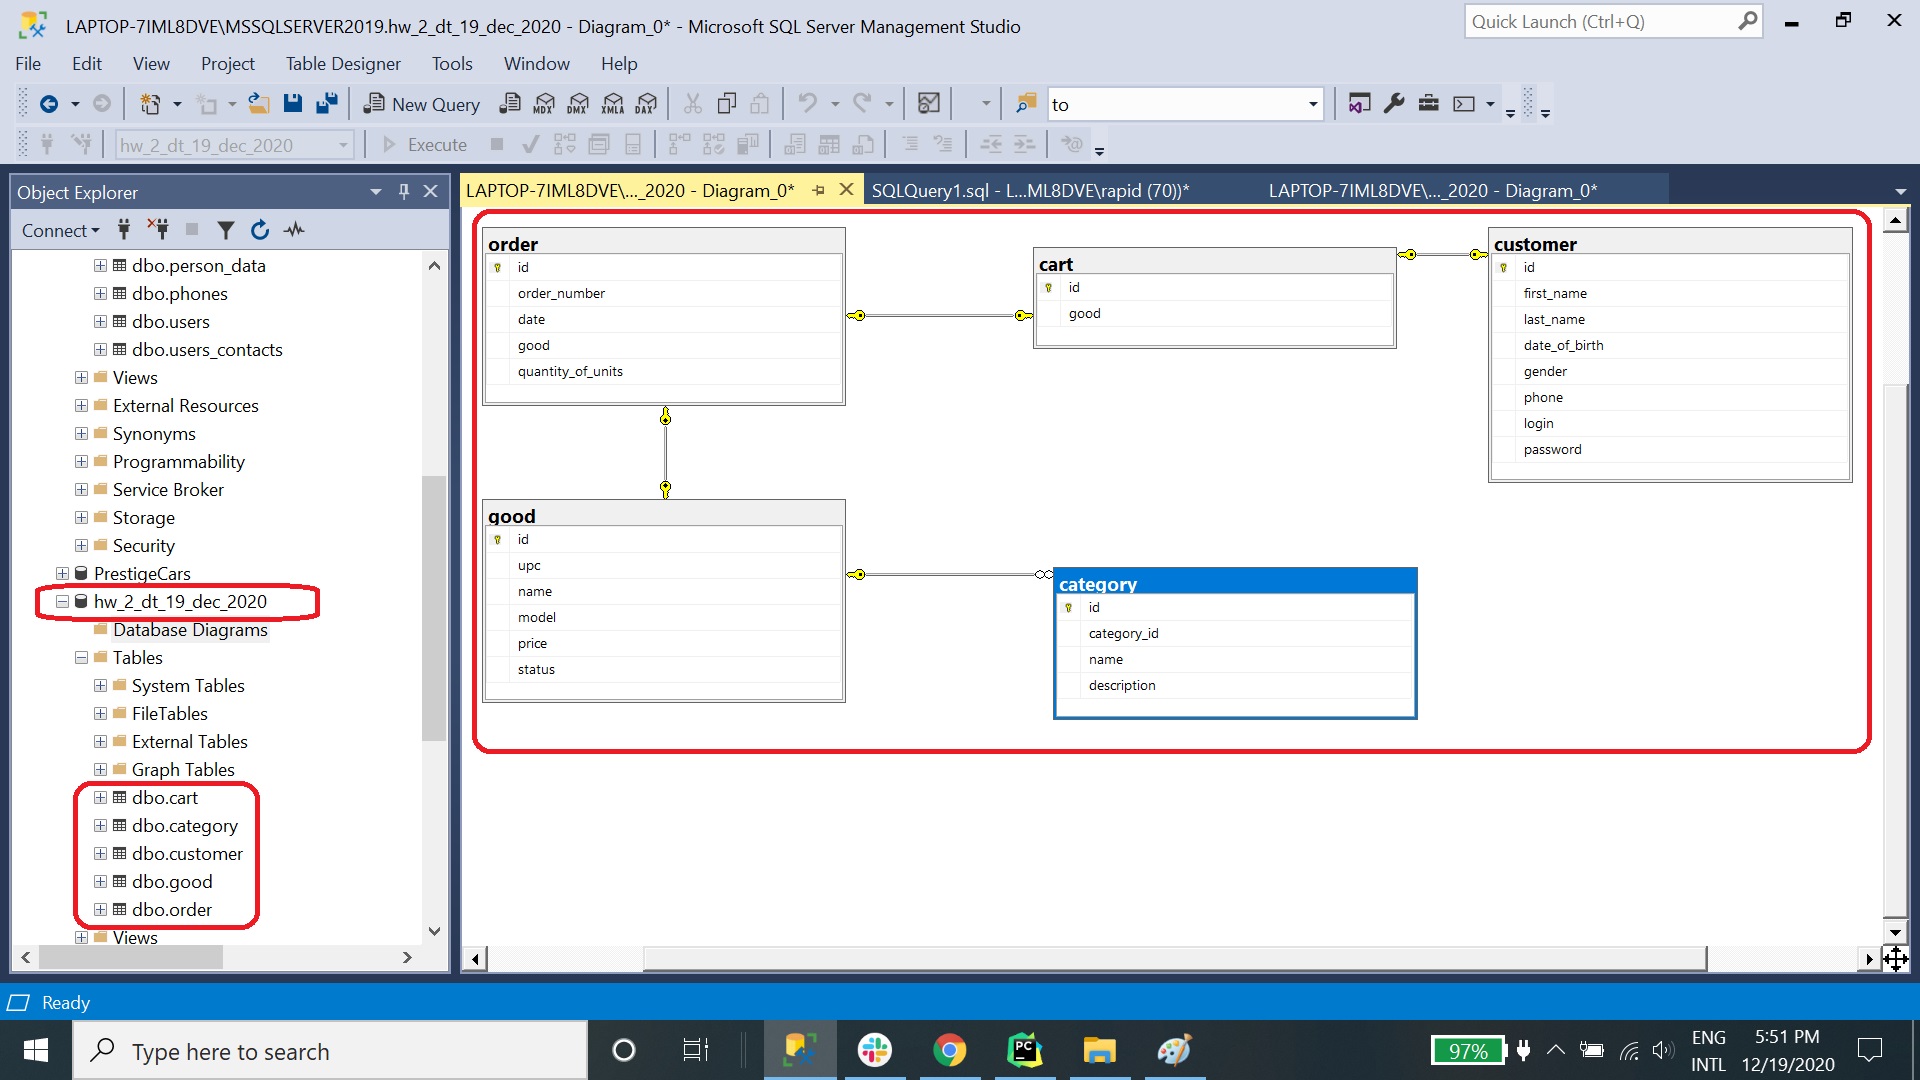 LAPTOP-7IML8DVE\MSSQLSERVER2019.hw_2_dt_19_dec_2020 - Diagram_0* - Microsoft SQL Server Management Studio
Quick Launch (Ctrl+Q)
File Edit View Project Table Designer Tools Window Help
New Query MDX DMX XMLA DAX to
hw_2_dt_19_dec_2020 Execute
Object Explorer
Connect
dbo.person_data
dbo.phones
dbo.users
dbo.users_contacts
Views
External Resources
Synonyms
Programmability
Service Broker
Storage
Security
PrestigeCars
hw_2_dt_19_dec_2020
Database Diagrams
Tables
System Tables
FileTables
External Tables
Graph Tables
dbo.cart
dbo.category
dbo.customer
dbo.good
dbo.order
Views
LAPTOP-7IML8DVE\..._2020 - Diagram_0*
SQLQuery1.sql - L...ML8DVE\rapid (70))*
LAPTOP-7IML8DVE\..._2020 - Diagram_0*
order
id
order_number
date
good
quantity_of_units
cart
id
good
customer
id
first_name
last_name
date_of_birth
gender
phone
login
password
good
id
upc
name
model
price
status
category
id
category_id
name
description
Ready
Type here to search
PC
97%
ENG
INTL
5:51 PM
12/19/2020